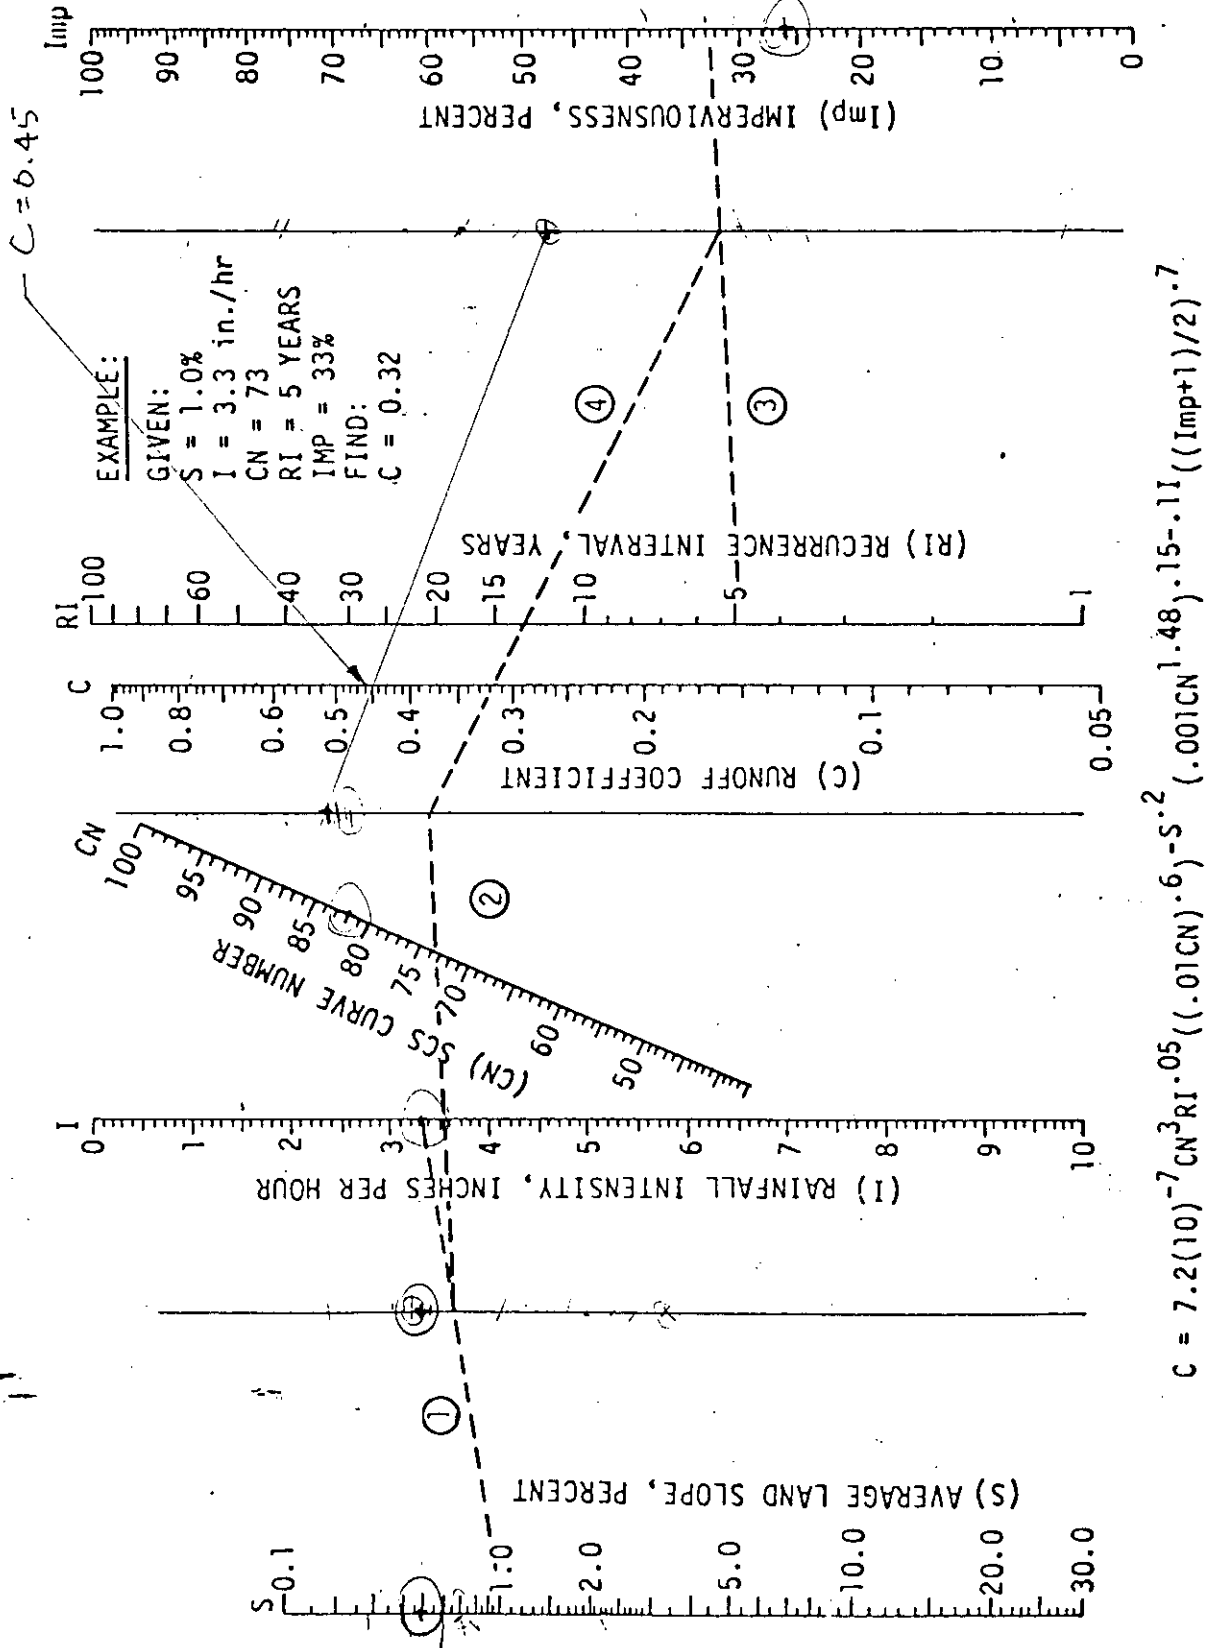 C = 0.45
EXAMPLE:
GIVEN:
S = 1.0%
I = 3.3 in./hr
CN = 73
RI = 5 YEARS
IMP = 33%
FIND:
C = 0.32
S
0.1
1.0
2.0
5.0
10.0
20.0
30.0
(S) AVERAGE LAND SLOPE, PERCENT
1
I
0
1
2
3
4
5
6
7
8
9
10
(I) RAINFALL INTENSITY, INCHES PER HOUR
CN
100
95
90
85
80
75
70
60
50
(CN) SCS CURVE NUMBER
2
C
1.0
0.8
0.6
0.5
0.4
0.3
0.2
0.1
0.05
(C) RUNOFF COEFFICIENT
RI
100
60
40
30
20
15
10
5
1
(RI) RECURRENCE INTERVAL, YEARS
4
3
Imp
100
90
80
70
60
50
40
30
20
10
0
(Imp) IMPERVIOUSNESS, PERCENT
C = 7.2(10)^-7 CN^3 RI^.05 ((.01CN)^.6)^-S^.2 (.001CN^1.48)^.15-.1I ((Imp+1)/2)^.7